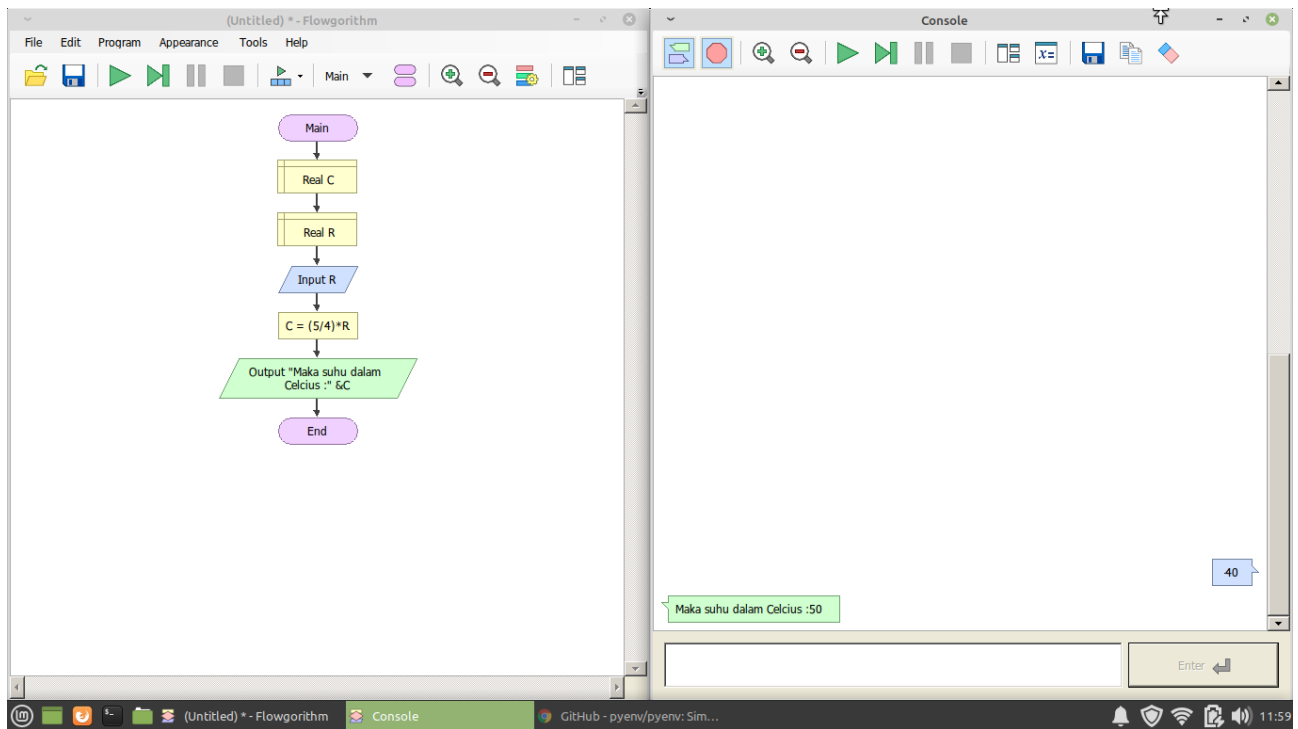 (Untitled) * - Flowgorithm
File Edit Program Appearance Tools Help
Main
Main
Real C
Real R
Input R
C = (5/4)*R
Output "Maka suhu dalam
Celcius :" &C
End
Console
x=
40
Maka suhu dalam Celcius :50
Enter
(Untitled) * - Flowgorithm
Console
GitHub - pyenv/pyenv: Sim...
11:59